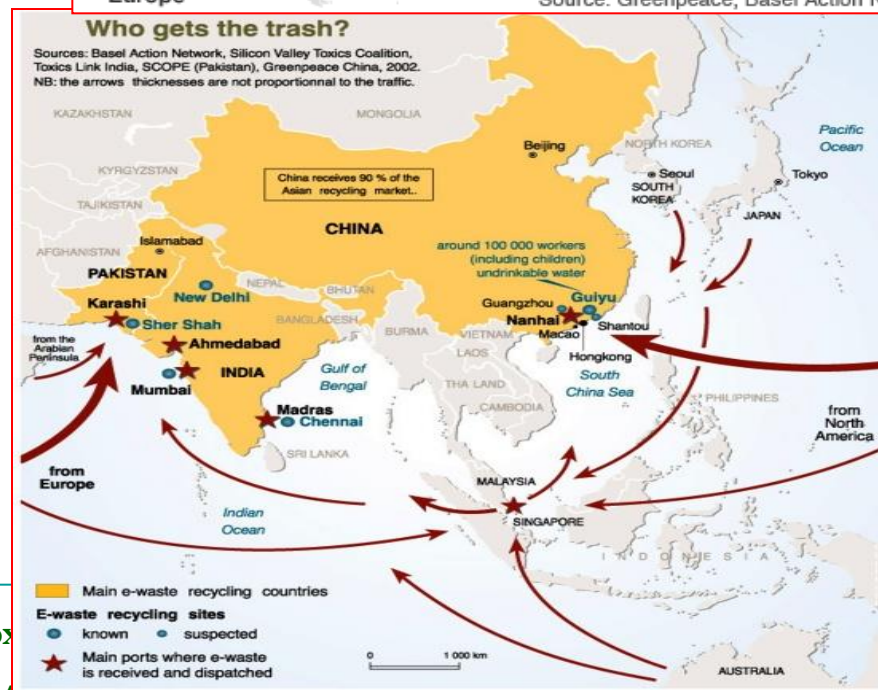 Europe
Source: Greenpeace, Basel Action N
Who gets the trash?
Sources: Basel Action Network, Silicon Valley Toxics Coalition,
Toxics Link India, SCOPE (Pakistan), Greenpeace China, 2002.
NB: the arrows thicknesses are not proportionnal to the traffic.
KAZAKHSTAN
MONGOLIA
Pacific
Ocean
Beijing
NORTH KOREA
KYRGYZSTAN
China receives 90 % of the
Asian recycling market..
Seoul
SOUTH
KOREA
Tokyo
TAJIKISTAN
JAPAN
CHINA
AFGHANISTAN
Islamabad
around 100 000 workers
(including children)
undrinkable water
PAKISTAN
NEPAL
BHUTAN
New Delhi
Karashi
Guangzhou
Guiyu
Sher Shah
BANGLADESH
Nanhai
Shantou
BURMA
VIETNAM
Macao
from the
Arabian
Peninsula
Ahmedabad
LAOS
Hongkong
INDIA
Gulf of
Bengal
South
China Sea
Mumbai
THA LAND
PHILIPPINES
Madras
CAMBODIA
from
North
America
Chennai
SRI LANKA
from
Europe
MALAYSIA
Indian
Ocean
SINGAPORE
INDONESIA
Main e-waste recycling countries
E-waste recycling sites
known
suspected
Main ports where e-waste
is received and dispatched
0
1 000 km
AUSTRALIA